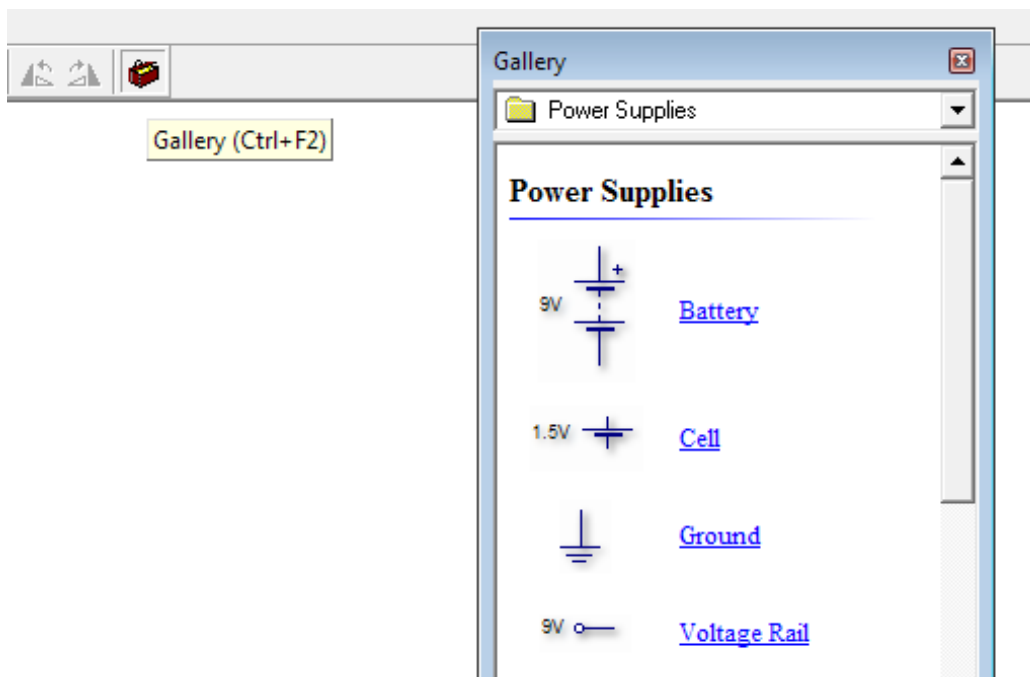 Gallery
Power Supplies
Gallery (Ctrl+F2)
Power Supplies
9V
+
Battery
1.5V
Cell
Ground
9V
Voltage Rail